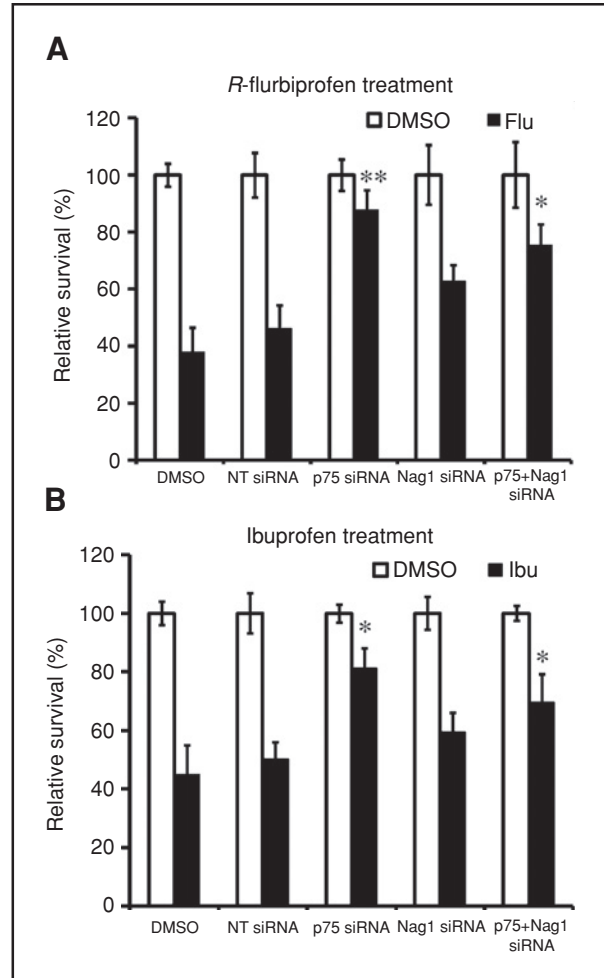 A
R-flurbiprofen treatment
DMSO Flu
120
100
80
60
40
20
0
Relative survival (%)
** 
*
DMSO NT siRNA p75 siRNA Nag1 siRNA p75+Nag1
siRNA
B
Ibuprofen treatment
DMSO Ibu
120
100
80
60
40
20
0
Relative survival (%)
*
*
DMSO NT siRNA p75 siRNA Nag1 siRNA p75+Nag1
siRNA